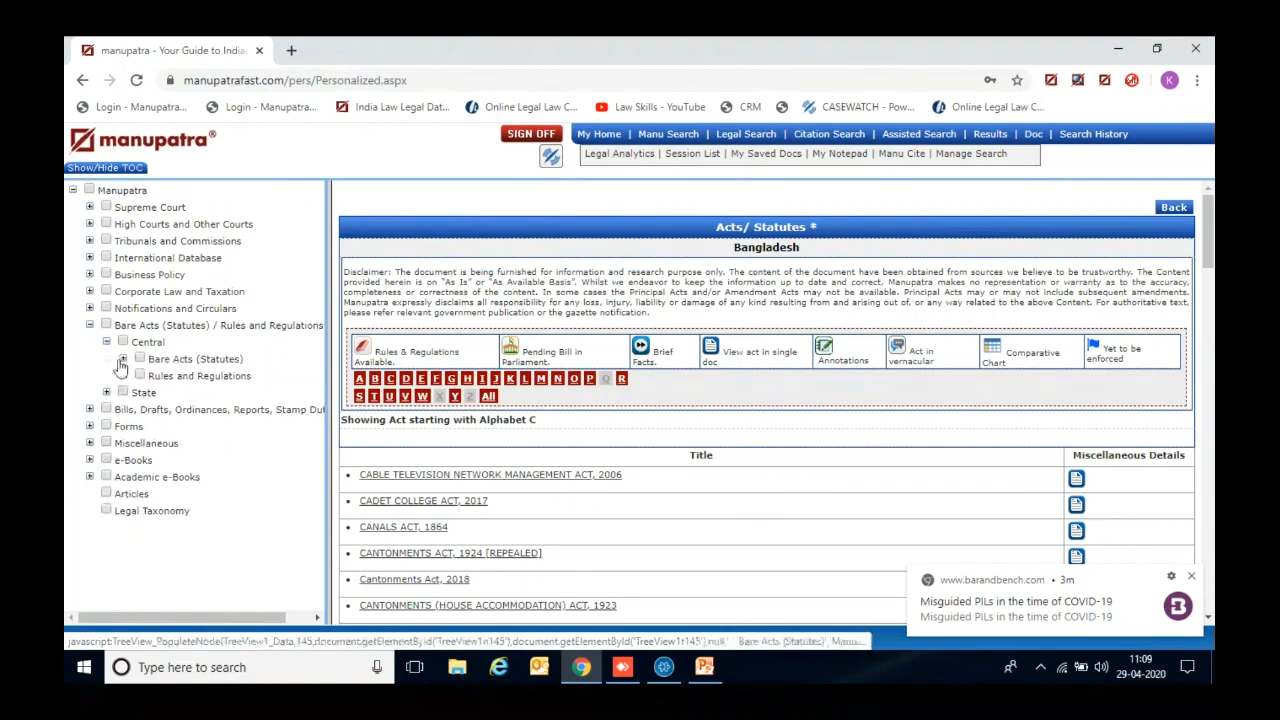 manupatra - Your Guide to India
manupatrafast.com/pers/Personalized.aspx
K
Login - Manupatra...
Login - Manupatra...
India Law Legal Dat...
Online Legal Law C...
Law Skills - YouTube
CRM
CASEWATCH - Pow...
Online Legal Law C...
manupatra®
SIGN OFF
My Home | Manu Search | Legal Search | Citation Search | Assisted Search | Results | Doc | Search History
Legal Analytics | Session List | My Saved Docs | My Notepad | Manu Cite | Manage Search
Show/Hide TOC
Manupatra
Supreme Court
High Courts and Other Courts
Tribunals and Commissions
International Database
Business Policy
Corporate Law and Taxation
Notifications and Circulars
Bare Acts (Statutes) / Rules and Regulations
Central
Bare Acts (Statutes)
Rules and Regulations
State
Bills, Drafts, Ordinances, Reports, Stamp Dut
Forms
Miscellaneous
e-Books
Academic e-Books
Articles
Legal Taxonomy
Back
Acts/ Statutes *
Bangladesh
Disclaimer: The document is being furnished for information and research purpose only. The content of the document have been obtained from sources we believe to be trustworthy. The Content
provided herein is on "As Is" or "As Available Basis". Whilst we endeavor to keep the information up to date and correct, Manupatra makes no representation or warranty as to the accuracy,
completeness or correctness of the content. In some cases the Principal Acts and/or Amendment Acts may or may not include subsequent amendments.
Manupatra expressly disclaims all responsibility for any loss, injury, liability or damage of any kind resulting from and arising out of, or any way related to the above Content. For authoritative text,
please refer relevant government publication or the gazette notification.
Rules & Regulations Available.
Pending Bill in Parliament.
Brief Facts.
View act in single doc
Annotations
Act in vernacular
Comparative Chart
Yet to be enforced
A B C D E F G H I J K L M N O P Q R
S T U V W X Y Z All
Showing Act starting with Alphabet C
Title
Miscellaneous Details
CABLE TELEVISION NETWORK MANAGEMENT ACT, 2006
CADET COLLEGE ACT, 2017
CANALS ACT, 1864
CANTONMENTS ACT, 1924 [REPEALED]
Cantonments Act, 2018
CANTONMENTS (HOUSE ACCOMMODATION) ACT, 1923
www.barandbench.com • 3m
Misguided PILs in the time of COVID-19
Misguided PILs in the time of COVID-19
javascript:TreeView_PopulateNode(TreeView1_Data,145,document.getElementById('TreeView1n145'),document.getElementById('TreeView1t145'),null,' 'Bare Acts (Statutes)', 'Manu...
Type here to search
11:09
29-04-2020